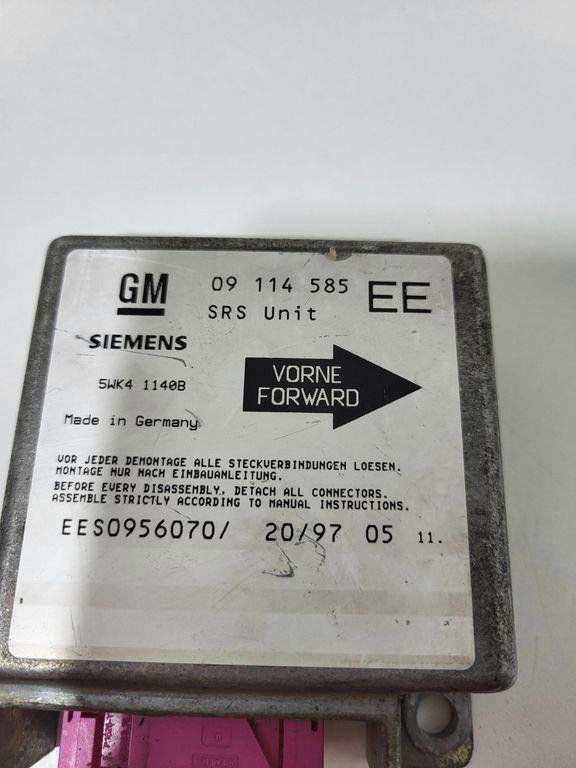 GM 09 114 585 EE
SRS Unit
SIEMENS
5WK4 1140B
VORNE
FORWARD
Made in Germany
VOR JEDER DEMONTAGE ALLE STECKVERBINDUNGEN LOESEN.
MONTAGE NUR NACH EINBAUANLEITUNG.
BEFORE EVERY DISASSEMBLY, DETACH ALL CONNECTORS.
ASSEMBLE STRICTLY ACCORDING TO MANUAL INSTRUCTIONS.
EES0956070/ 20/97 05 11.